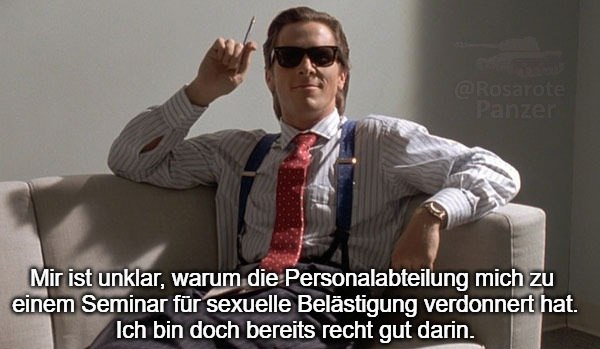 @Rosarote
Panzer
Mir ist unklar, warum die Personalabteilung mich zu
einem Seminar für sexuelle Belästigung verdonnert hat.
Ich bin doch bereits recht gut darin.